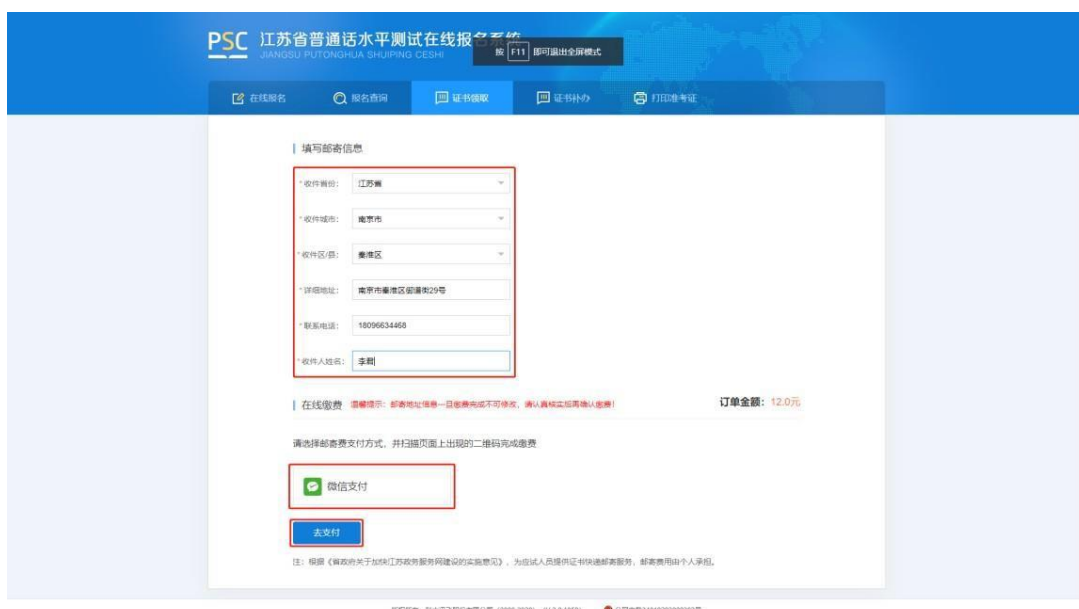 PSC 江苏省普通话水平测试在线报名系统
JIANGSU PUTONGHUA SHUIPING CESHI
按 F11 即可退出全屏模式
在线报名 报名查询 证书领取 证书补办 打印准考证
填写邮寄信息
*收件省份： 江苏省
*收件城市： 南京市
*收件区/县： 秦淮区
*详细地址： 南京市秦淮区 29号
*联系电话： 18096634468
*收件人姓名： 李君
在线缴费 温馨提示：邮寄地址信息一旦缴费完成不可修改，请认真核实后再确认缴费！ 订单金额：12.0元
请选择邮寄费支付方式，并扫描页面上出现的二维码完成缴费
微信支付
去支付
注：根据《省政府关于加快江苏政务服务网建设的实施意见》，为应试人员提供证书快递邮寄服务，邮寄费用由个人承担。